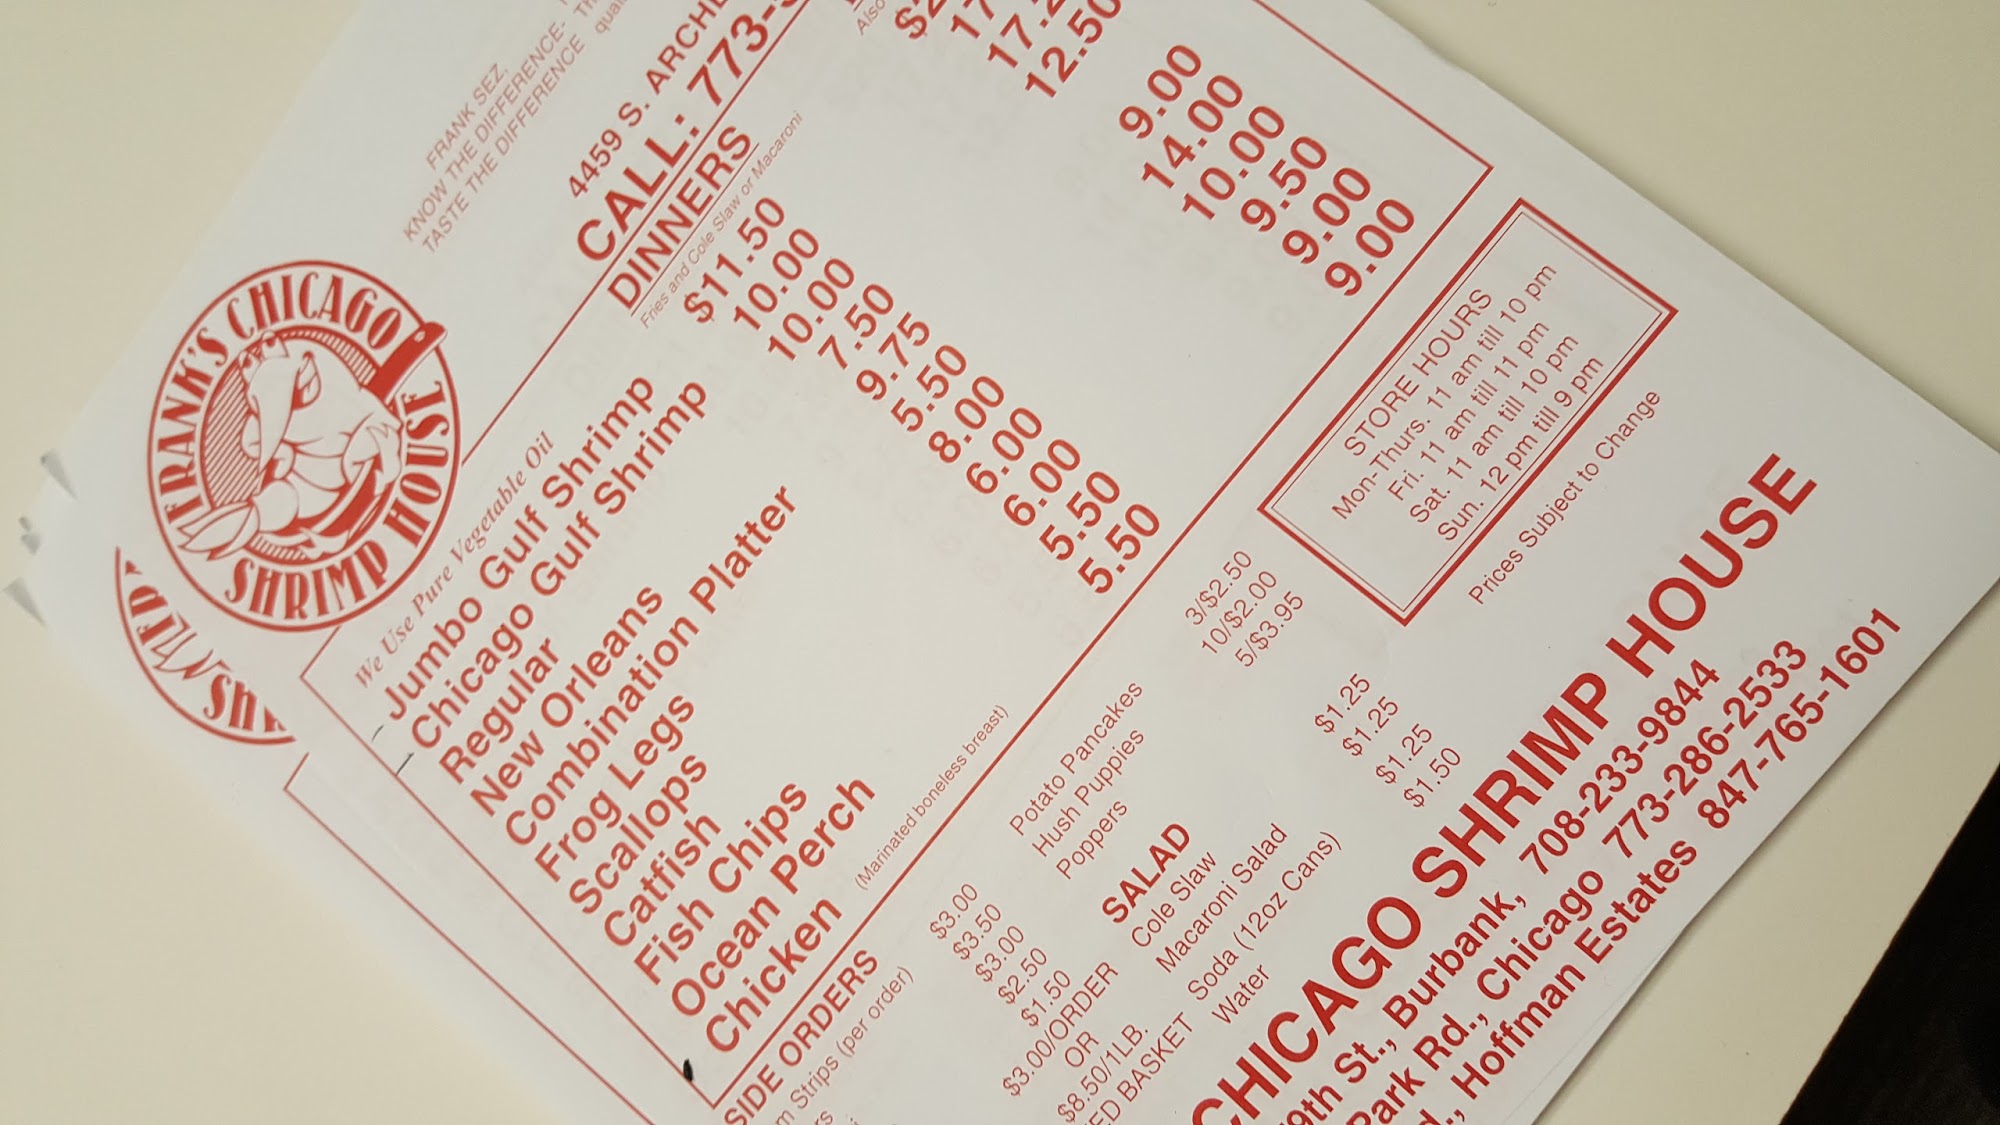 FRANK'S CHICAGO
SHRIMP HOUSE
FRANK SEZ,
KNOW THE DIFFERENCE-
TASTE THE DIFFERENCE
4459 S.
CALL: 773-
DINNERS
Fries and Cole Slaw or Macaroni
Also
We Use Pure Vegetable Oil
Jumbo Gulf Shrimp $11.50
Chicago Gulf Shrimp 10.00 17.
Regular 10.00 12.50
New Orleans 7.50
Combination Platter 9.75 9.00
Frog Legs 5.50 14.00
Scallops 8.00 10.00
Catfish 6.00 9.50
Fish Chips 6.00 9.00
Ocean Perch 5.50 9.00
Chicken (Marinated boneless breast) 5.50
SIDE ORDERS
Strips (per order) $3.00
$3.50
$3.00
$2.50
$1.50
$3.00/ORDER
OR
$8.50/1LB.
BASKET
Potato Pancakes 3/$2.50
Hush Puppies 10/$2.00
Poppers 5/$3.95
SALAD
Cole Slaw $1.25
Macaroni Salad $1.25
Soda (12oz Cans) $1.25
Water $1.50
STORE HOURS
Mon-Thurs. 11 am till 10 pm
Fri. 11 am till 11 pm
Sat. 11 am till 10 pm
Sun. 12 pm till 9 pm
Prices Subject to Change
CHICAGO SHRIMP HOUSE
St., Burbank, 708-233-9844
Park Rd., Chicago 773-286-2533
Hoffman Estates 847-765-1601